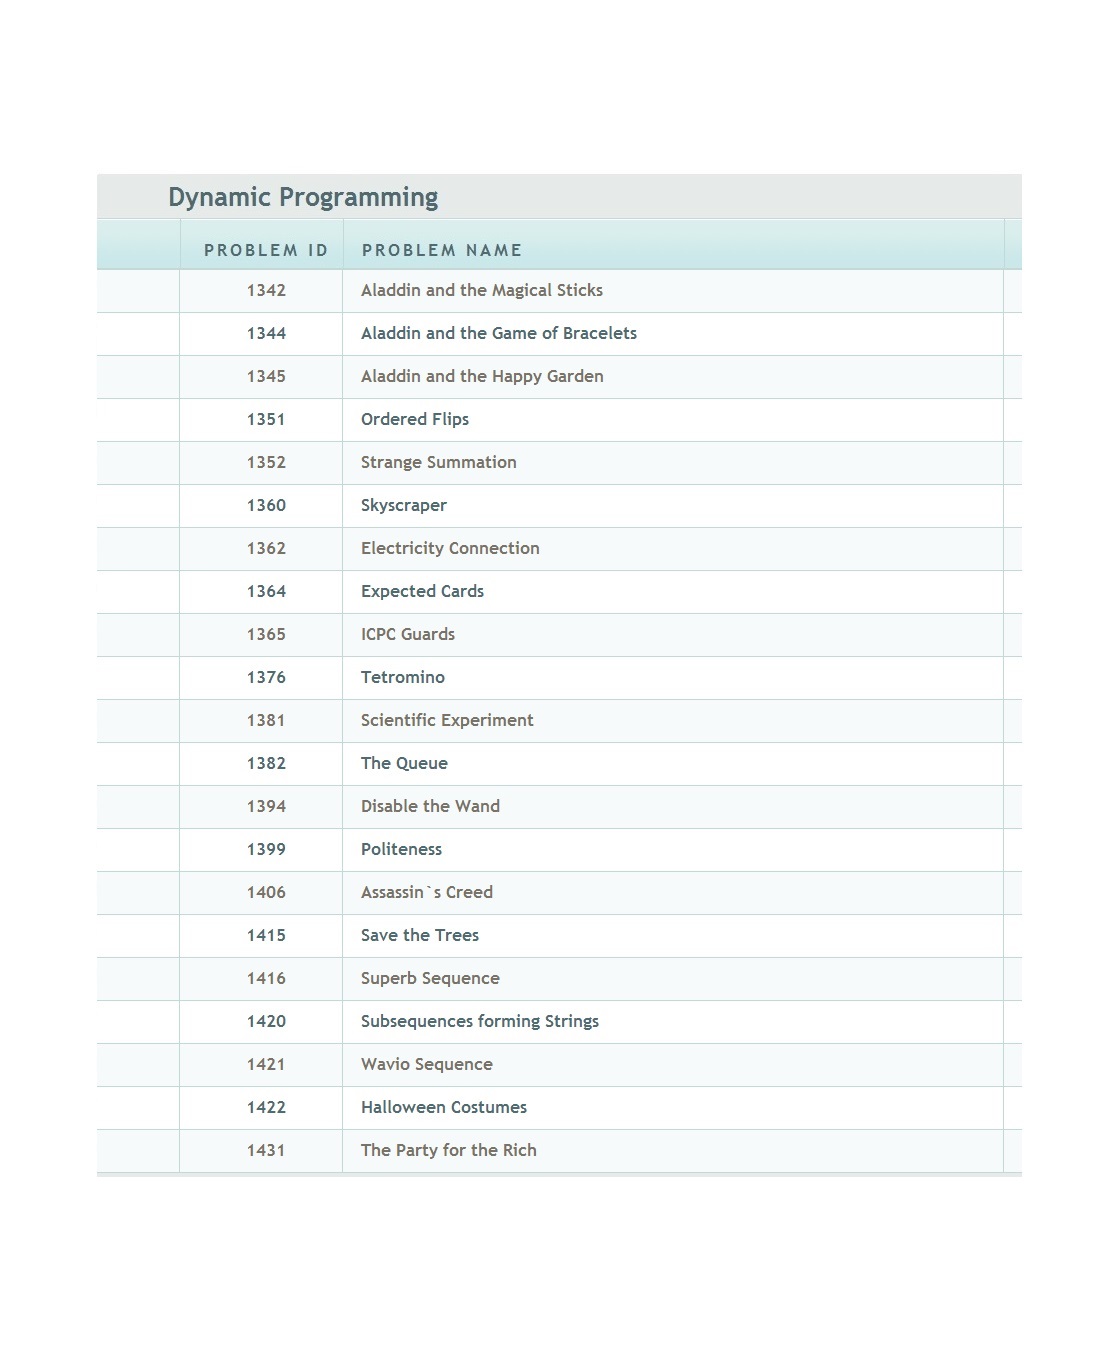 Dynamic Programming
PROBLEM ID PROBLEM NAME
1342 Aladdin and the Magical Sticks
1344 Aladdin and the Game of Bracelets
1345 Aladdin and the Happy Garden
1351 Ordered Flips
1352 Strange Summation
1360 Skyscraper
1362 Electricity Connection
1364 Expected Cards
1365 ICPC Guards
1376 Tetromino
1381 Scientific Experiment
1382 The Queue
1394 Disable the Wand
1399 Politeness
1406 Assassin`s Creed
1415 Save the Trees
1416 Superb Sequence
1420 Subsequences forming Strings
1421 Wavio Sequence
1422 Halloween Costumes
1431 The Party for the Rich